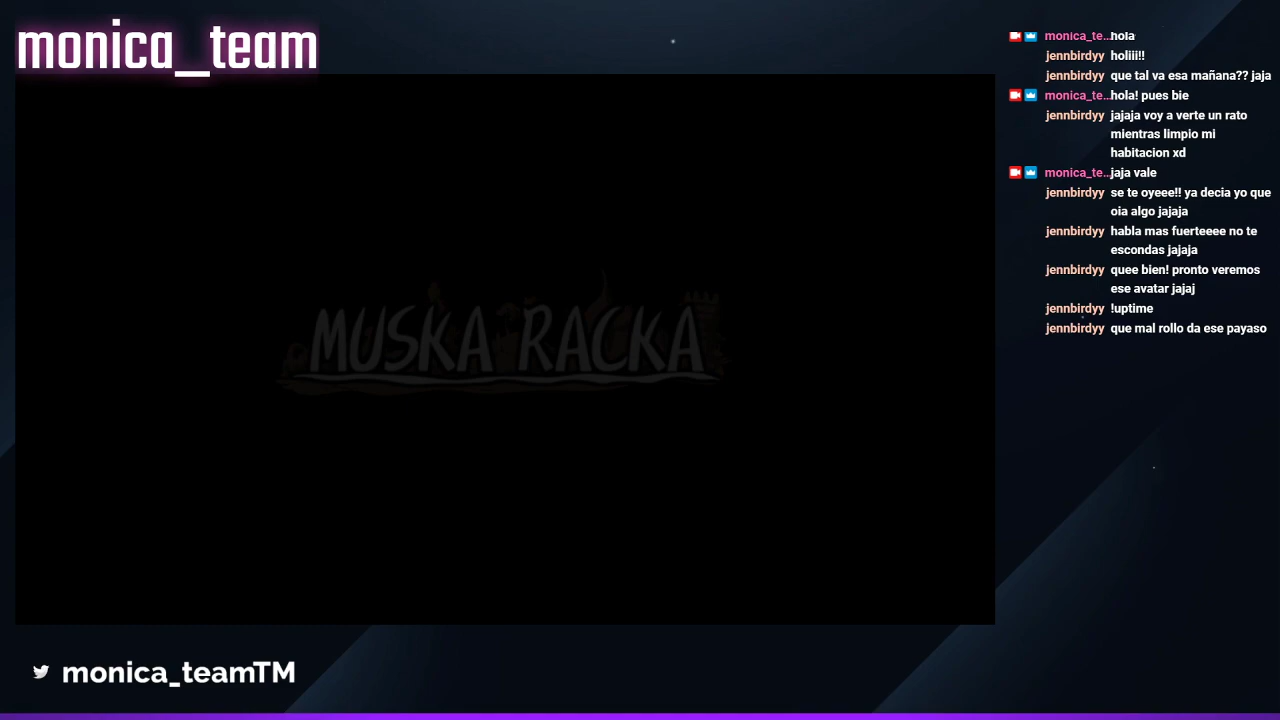 monica_team
monica_te...hola
jennbirdyy holiii!!
jennbirdyy que tal va esa mañana?? jaja
monica_te...hola! pues bie
jennbirdyy jajaja voy a verte un rato
mientras limpio mi
habitacion xd
monica_te...jaja vale
jennbirdyy se te oyeee!! ya decia yo que
oia algo jajaja
jennbirdyy habla mas fuerteeee no te
escondas jajaja
jennbirdyy quee bien! pronto veremos
ese avatar jajaj
jennbirdyy !uptime
jennbirdyy que mal rollo da ese payaso
MUSKA RACKA
monica_teamTM